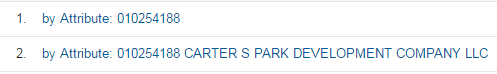 1. by Attribute: 010254188
2. by Attribute: 010254188 CARTER S PARK DEVELOPMENT COMPANY LLC